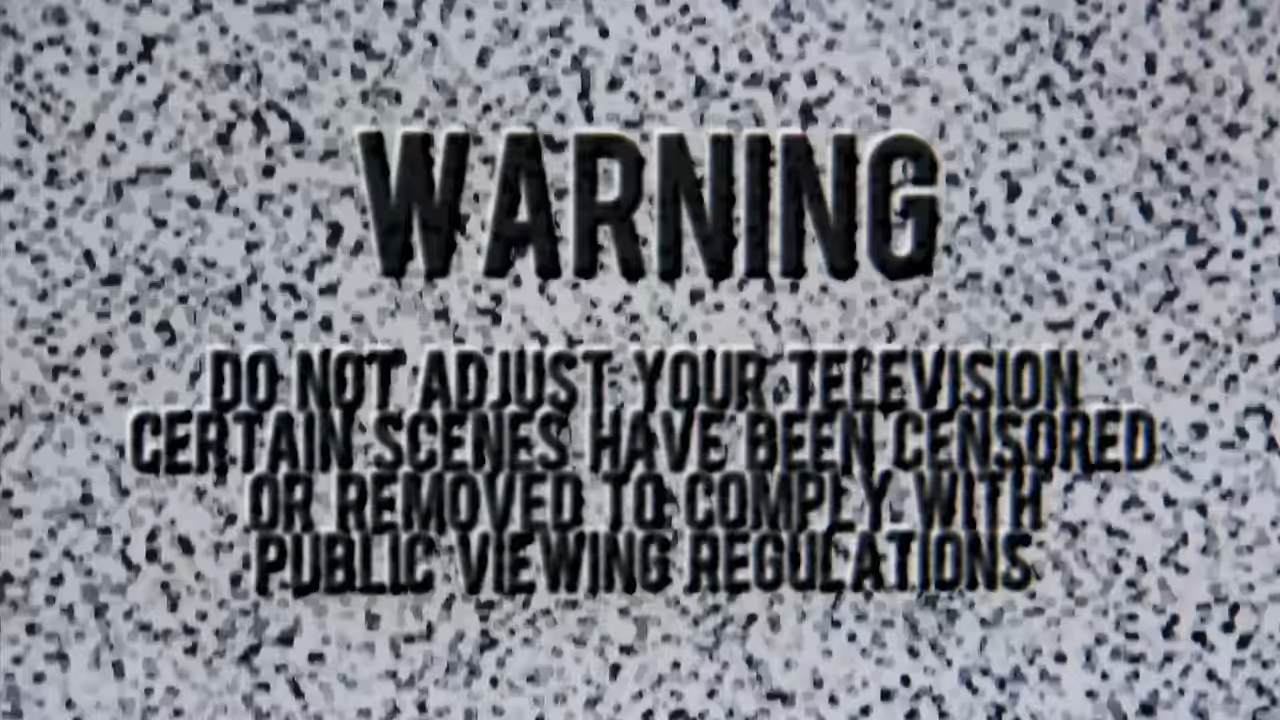 WARNING
DO NOT ADJUST YOUR TELEVISION
CERTAIN SCENES HAVE BEEN CENSORED
OR REMOVED TO COMPLY WITH
PUBLIC VIEWING REGULATIONS